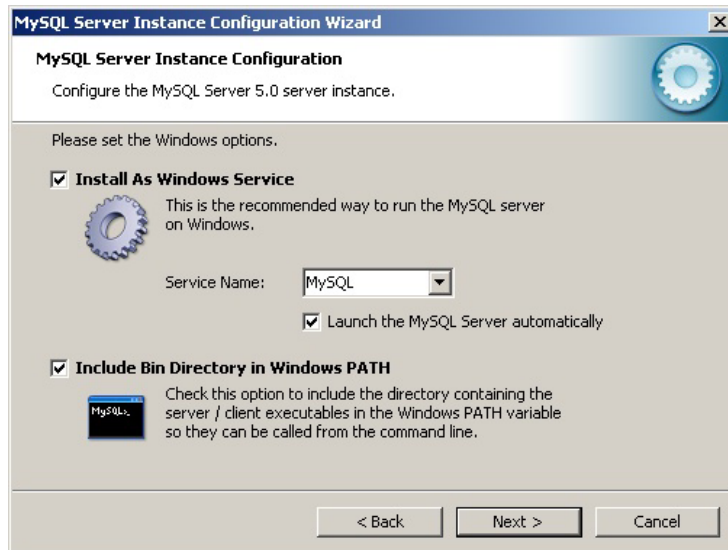 MySQL Server Instance Configuration Wizard
MySQL Server Instance Configuration
Configure the MySQL Server 5.0 server instance.
Please set the Windows options.
Install As Windows Service
This is the recommended way to run the MySQL server
on Windows.
Service Name: MySQL
Launch the MySQL Server automatically
Include Bin Directory in Windows PATH
MySQL>_
Check this option to include the directory containing the
server / client executables in the Windows PATH variable
so they can be called from the command line.
< Back Next > Cancel